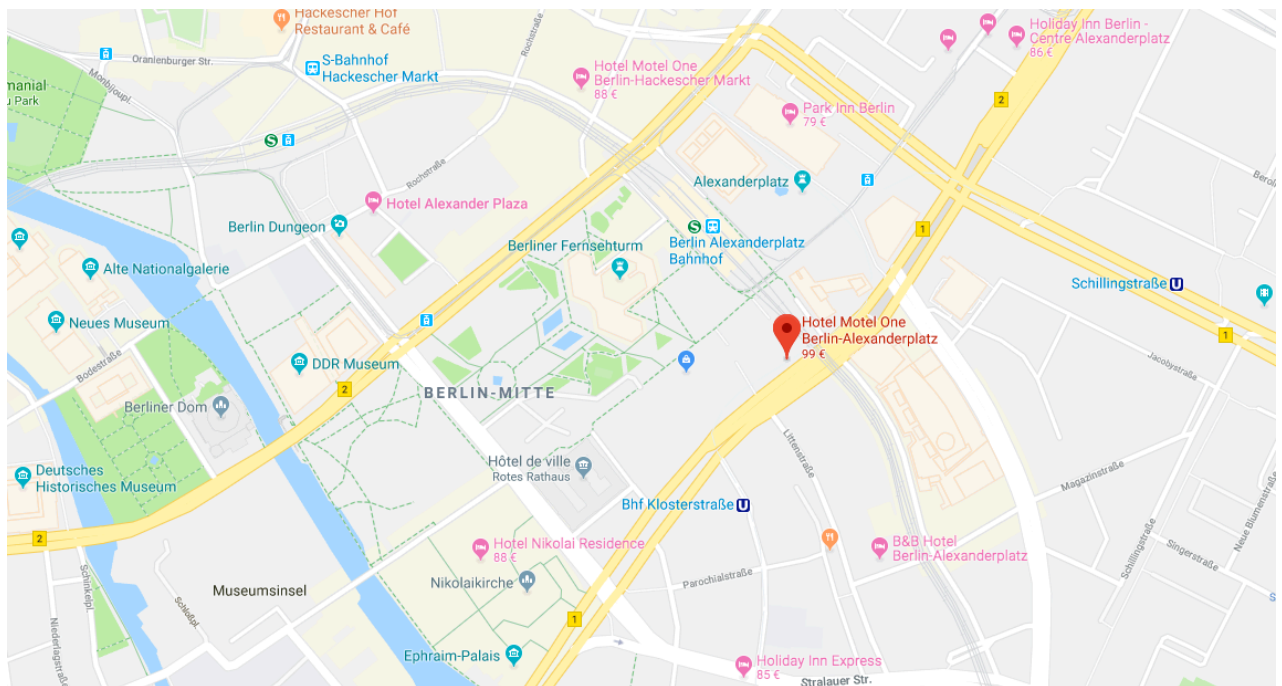 Hackescher Hof
Restaurant & Café
Oranienburger Str.
S-Bahnhof
Hackescher Markt
Monbijoupl.
Rochstraße
Hotel Motel One
Berlin-Hackescher Markt
88 €
Holiday Inn Berlin -
Centre Alexanderplatz
86 €
2
Park Inn Berlin
79 €
S
Rochstraße
Hotel Alexander Plaza
Alexanderplatz
Berlin Dungeon
S
Berlin Alexanderplatz
Bahnhof
1
Berliner Fernsehturm
Alte Nationalgalerie
Schillingstraße U
Neues Museum
Hotel Motel One
Berlin-Alexanderplatz
99 €
1
Jacobystraße
Bodestraße
DDR Museum
2
BERLIN-MITTE
Berliner Dom
Littenstraße
Hôtel de ville
Rotes Rathaus
Deutsches
Historisches Museum
Magazinstraße
Bhf Klosterstraße U
Neue Blumenstraße
Schillingstraße
Singerstraße
2
Hotel Nikolai Residence
88 €
B&B Hotel
Berlin-Alexanderplatz
Parochialstraße
Nikolaikirche
Museumsinsel
Schinkelpl.
Schloßpl.
Niederlagstraße
1
Ephraim-Palais
Holiday Inn Express
85 €
Stralauer Str.